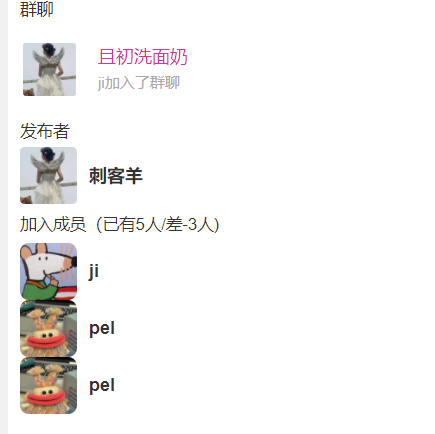 群聊
且初洗面奶
ji加入了群聊
发布者
刺客羊
加入成员（已有5人/差-3人）
ji
pel
pel